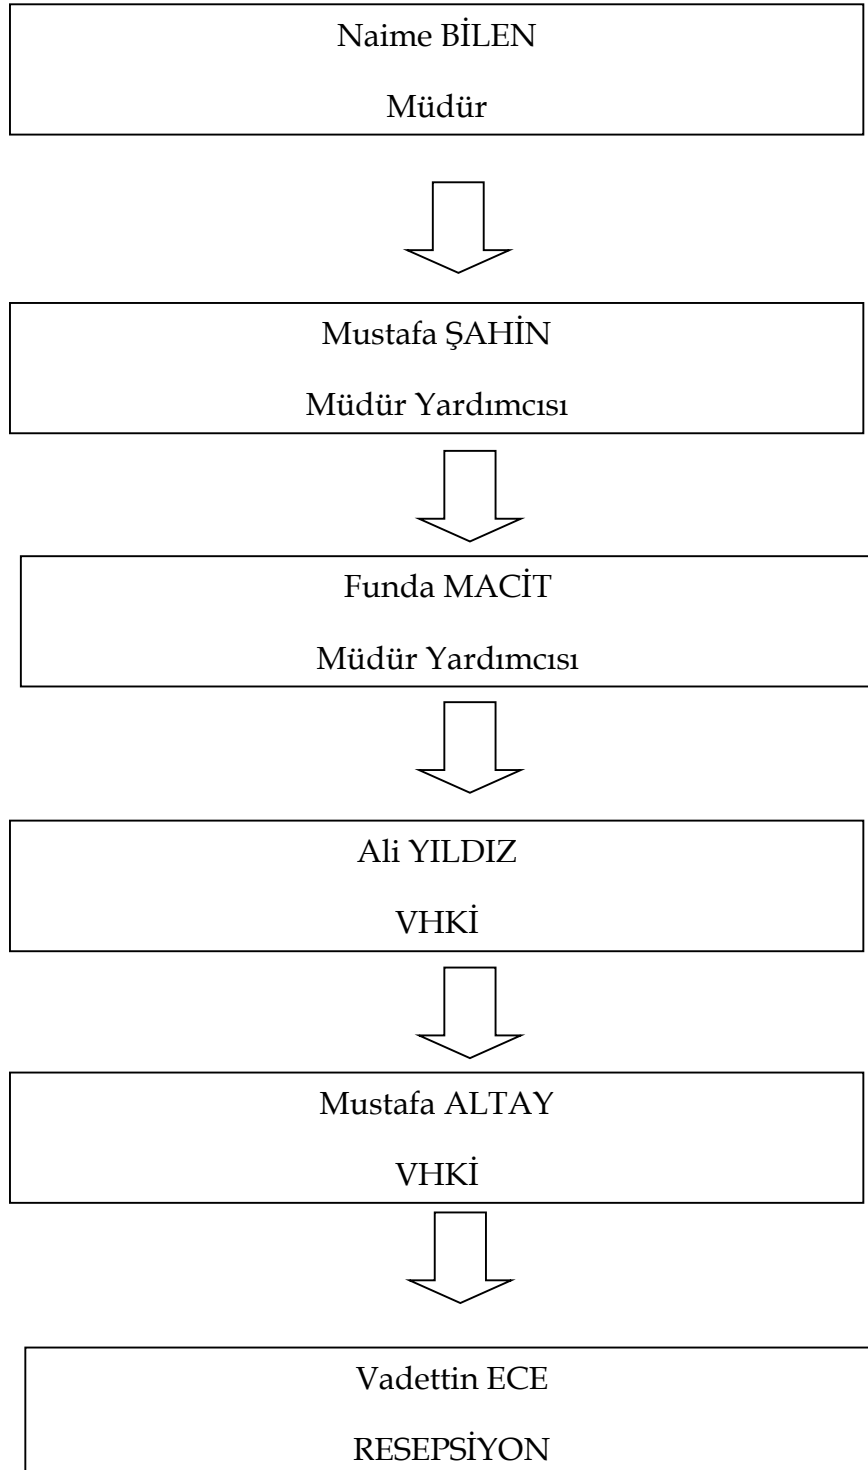 Naime BİLEN
Müdür
Mustafa ŞAHİN
Müdür Yardımcısı
Funda MACİT
Müdür Yardımcısı
Ali YILDIZ
VHKİ
Mustafa ALTAY
VHKİ
Vadettin ECE
RESEPSİYON